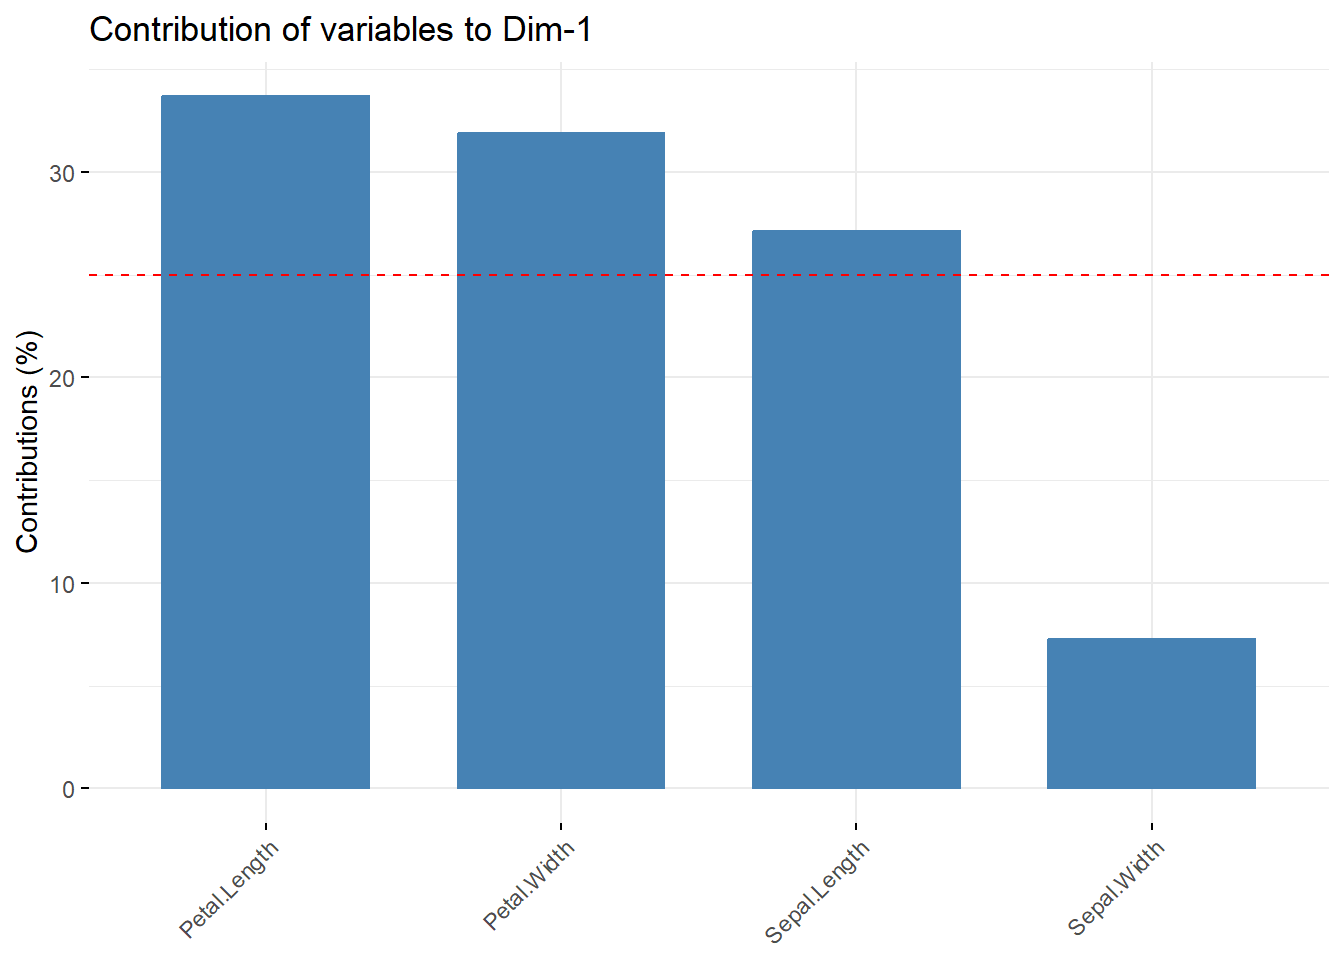 Contribution of variables to Dim-1
Contributions (%)
30
20
10
0
Petal.Length
Petal.Width
Sepal.Length
Sepal.Width